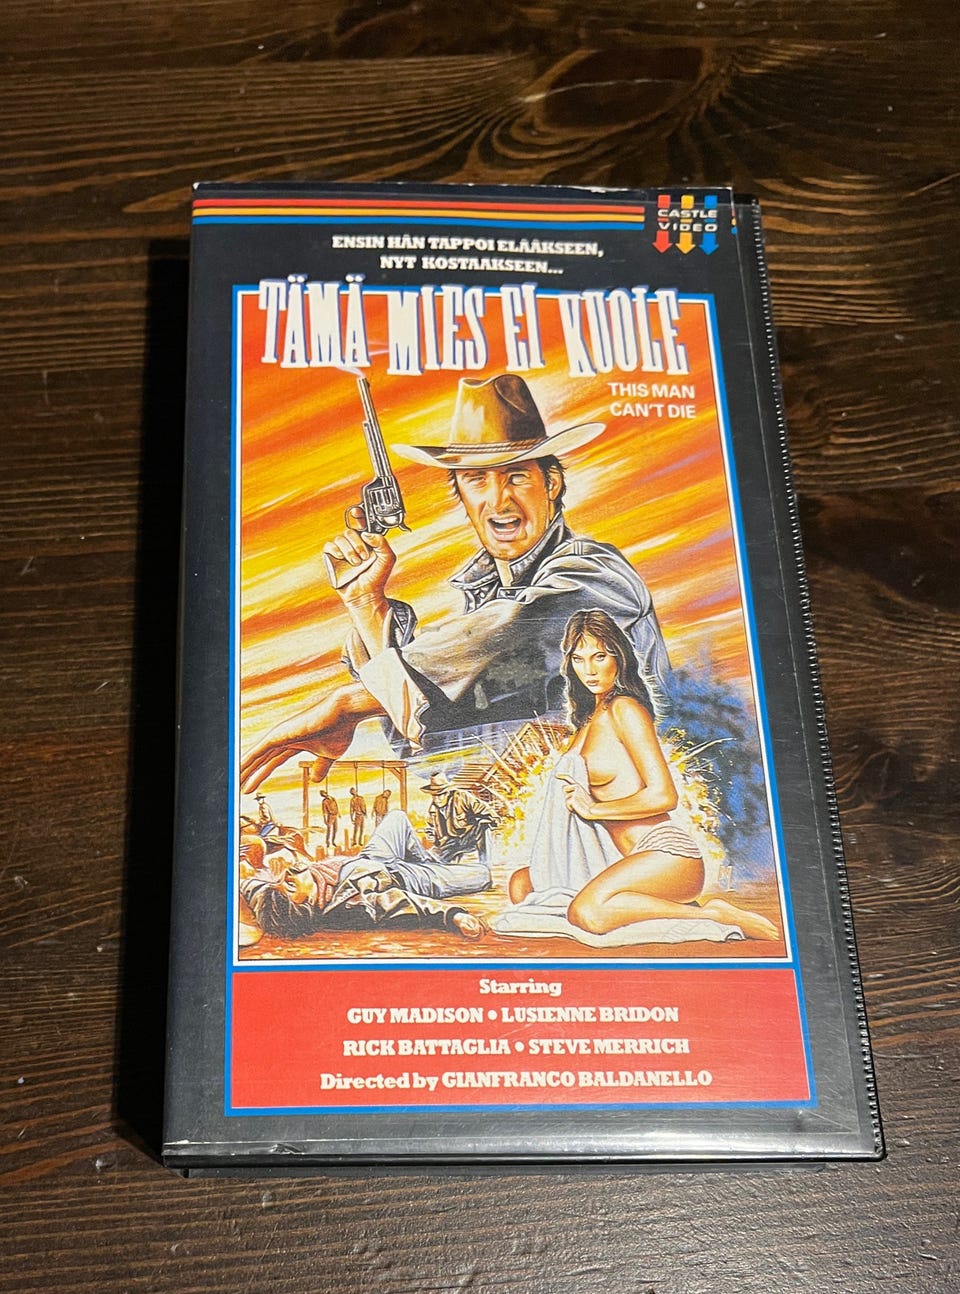 CASTLE
VIDEO
ENSIN HÄN TAPPOI ELÄÄKSEEN,
NYT KOSTAAKSEEN...
TÄMÄ MIES EI KUOLE
THIS MAN
CAN'T DIE
Starring
GUY MADISON • LUSIENNE BRIDON
RICK BATTAGLIA • STEVE MERRICH
Directed by GIANFRANCO BALDANELLO